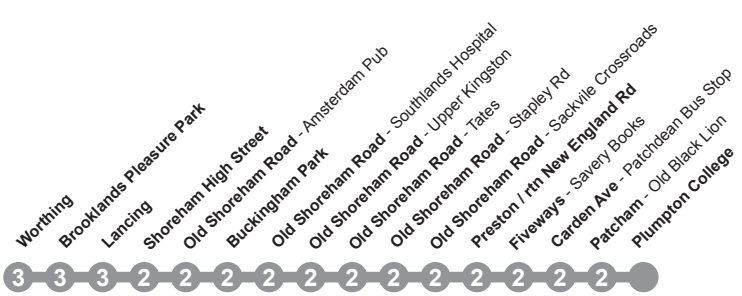 Worthing
Brooklands Pleasure Park
Lancing
Shoreham High Street
Old Shoreham Road - Amsterdam Pub
Buckingham Park
Old Shoreham Road - Southlands Hospital
Old Shoreham Road - Upper Kingston
Old Shoreham Road - Tates
Old Shoreham Road - Stapley Rd
Old Shoreham Road - Sackvile Crossroads
Preston / rtn New England Rd
Fiveways - Savery Books
Carden Ave - Patchdean Bus Stop
Patcham - Old Black Lion
Plumpton College
3 3 3 2 2 2 2 2 2 2 2 2 2 2 2